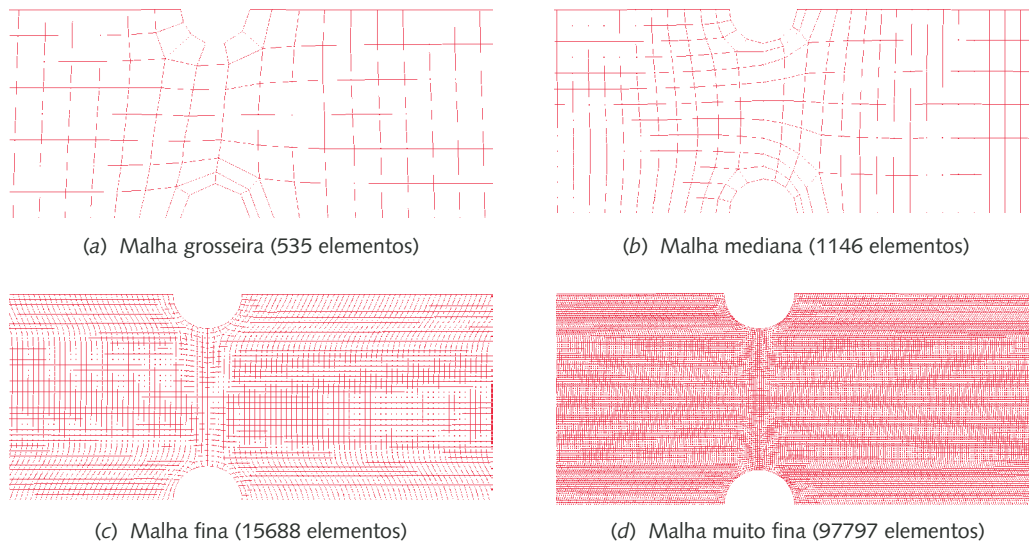 (a) Malha grosseira (535 elementos)
(b) Malha mediana (1146 elementos)
(c) Malha fina (15688 elementos)
(d) Malha muito fina (97797 elementos)